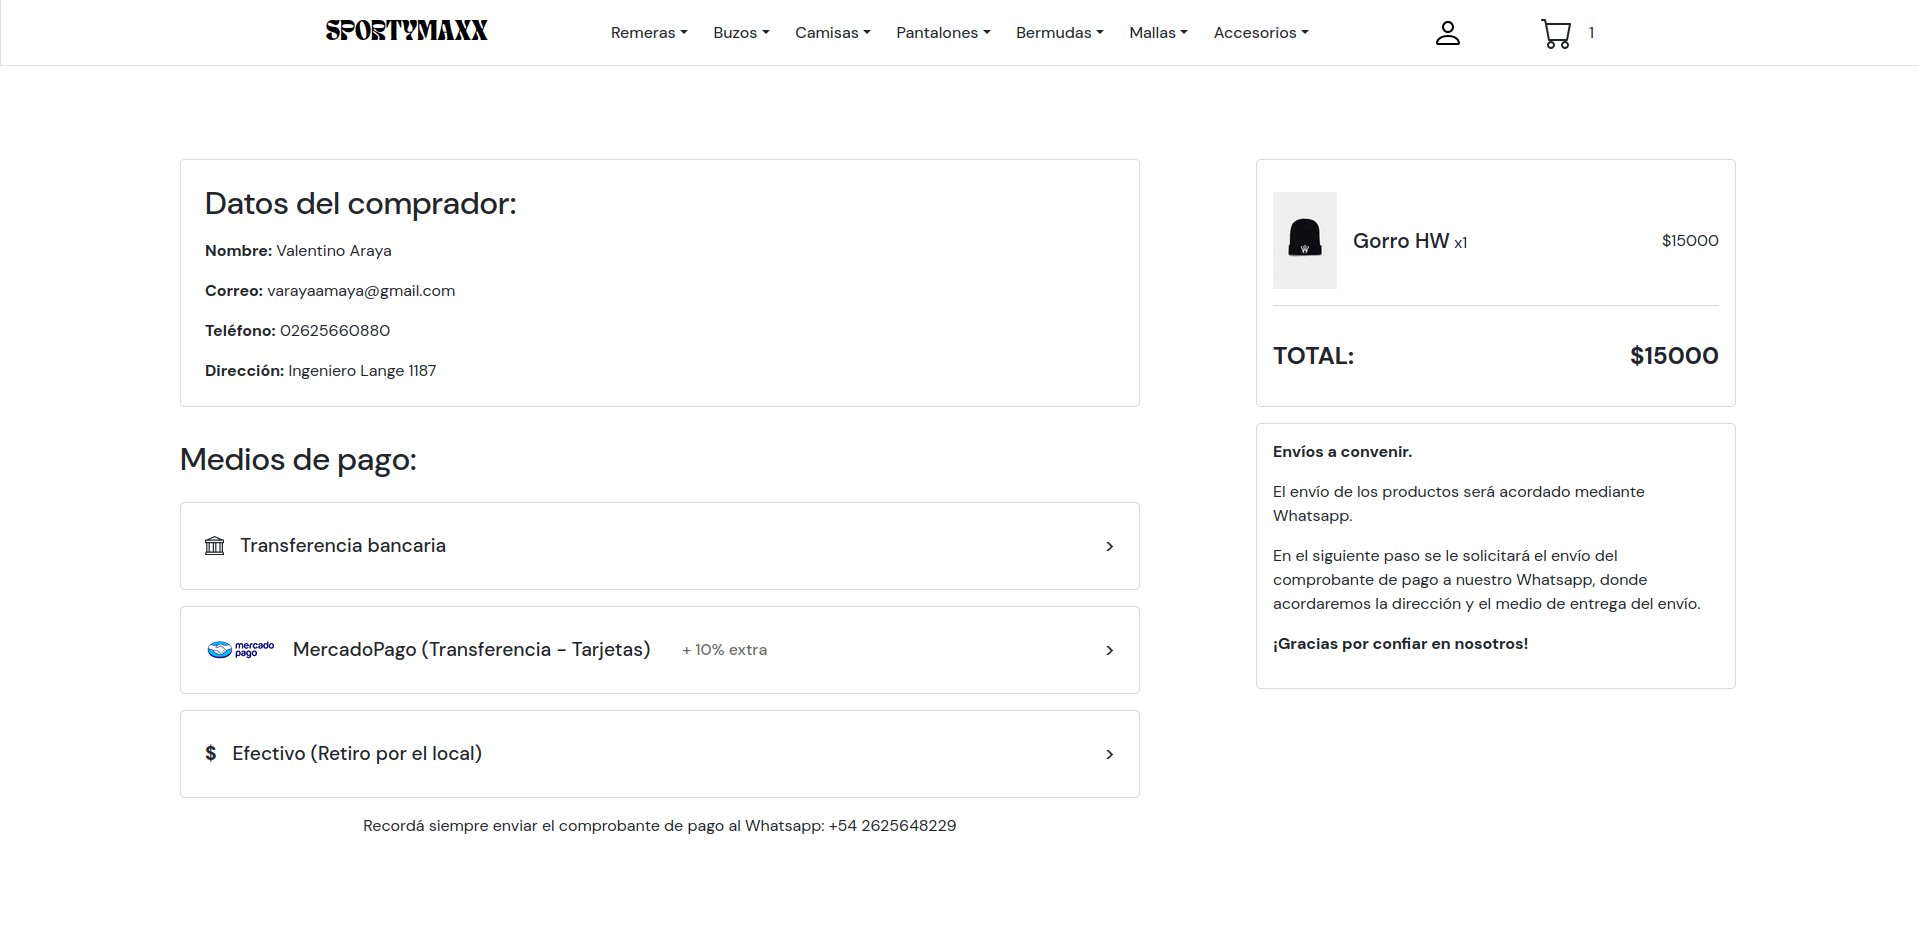 SPORTYMAXX
Remeras
Buzos
Camisas
Pantalones
Bermudas
Mallas
Accesorios
1
Datos del comprador:
Nombre: Valentino Araya
Correo: varayaamaya@gmail.com
Teléfono: 02625660880
Dirección: Ingeniero Lange 1187
Medios de pago:
Transferencia bancaria
mercado
pago
MercadoPago (Transferencia - Tarjetas) + 10% extra
$ Efectivo (Retiro por el local)
Recordá siempre enviar el comprobante de pago al Whatsapp: +54 2625648229
W
Gorro HW x1 $15000
TOTAL: $15000
Envíos a convenir.
El envío de los productos será acordado mediante
Whatsapp.
En el siguiente paso se le solicitará el envío del
comprobante de pago a nuestro Whatsapp, donde
acordaremos la dirección y el medio de entrega del envío.
¡Gracias por confiar en nosotros!